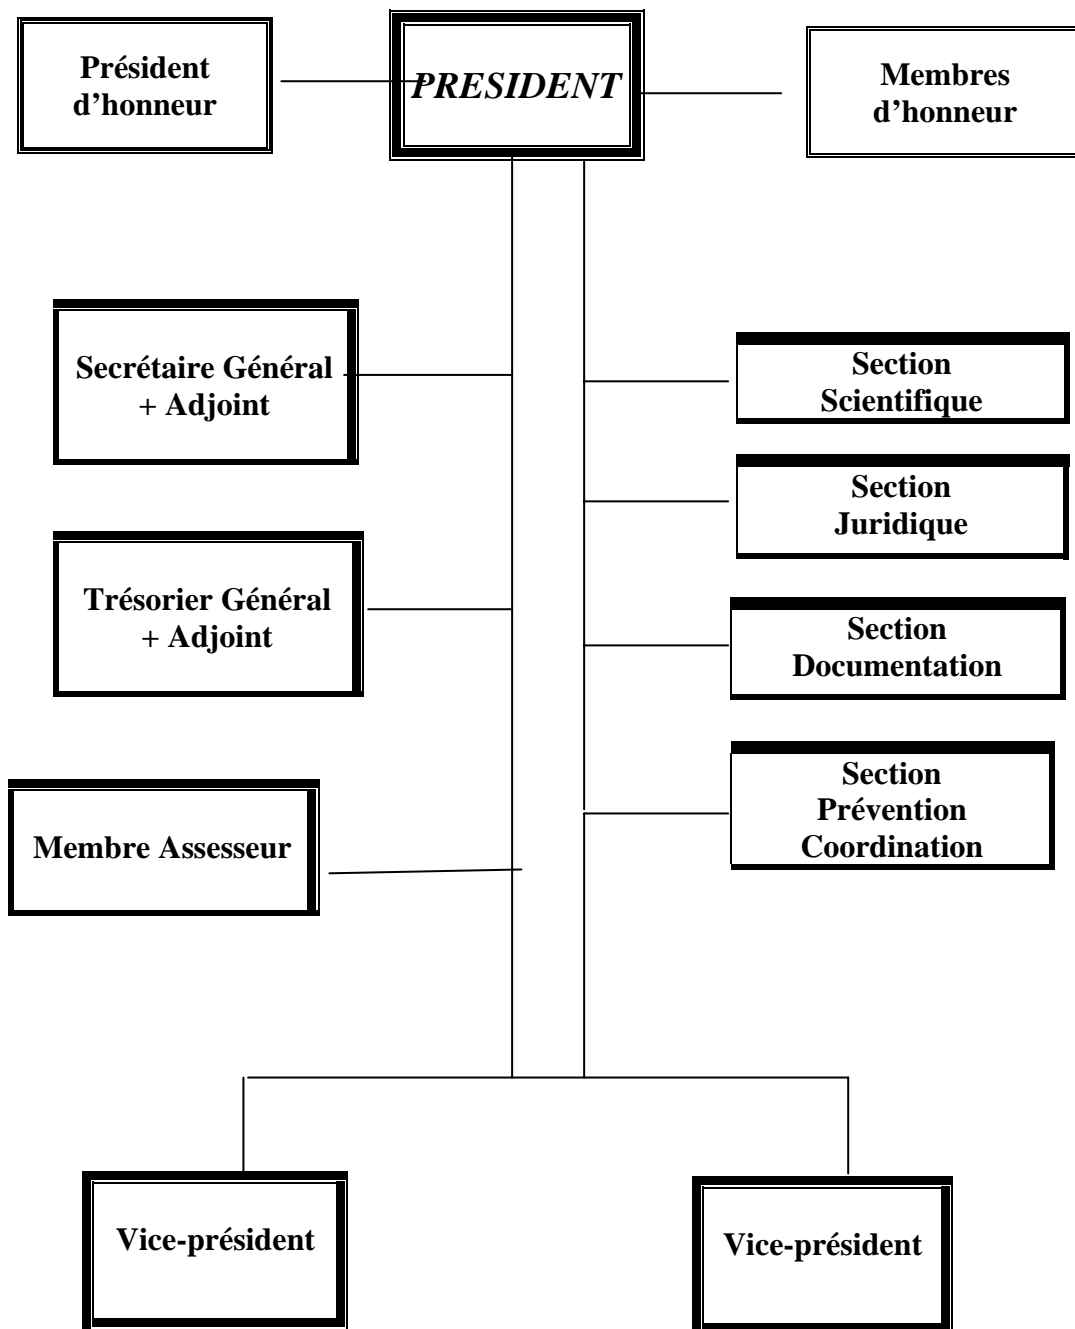 Président
d'honneur
PRESIDENT
Membres
d'honneur
Secrétaire Général
+ Adjoint
Section
Scientifique
Section
Juridique
Trésorier Général
+ Adjoint
Section
Documentation
Section
Prévention
Coordination
Membre Assesseur
Vice-président
Vice-président